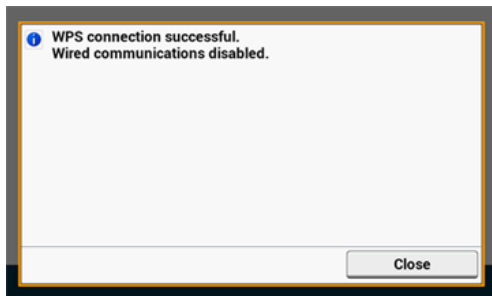 WPS connection successful.
Wired communications disabled.
Close